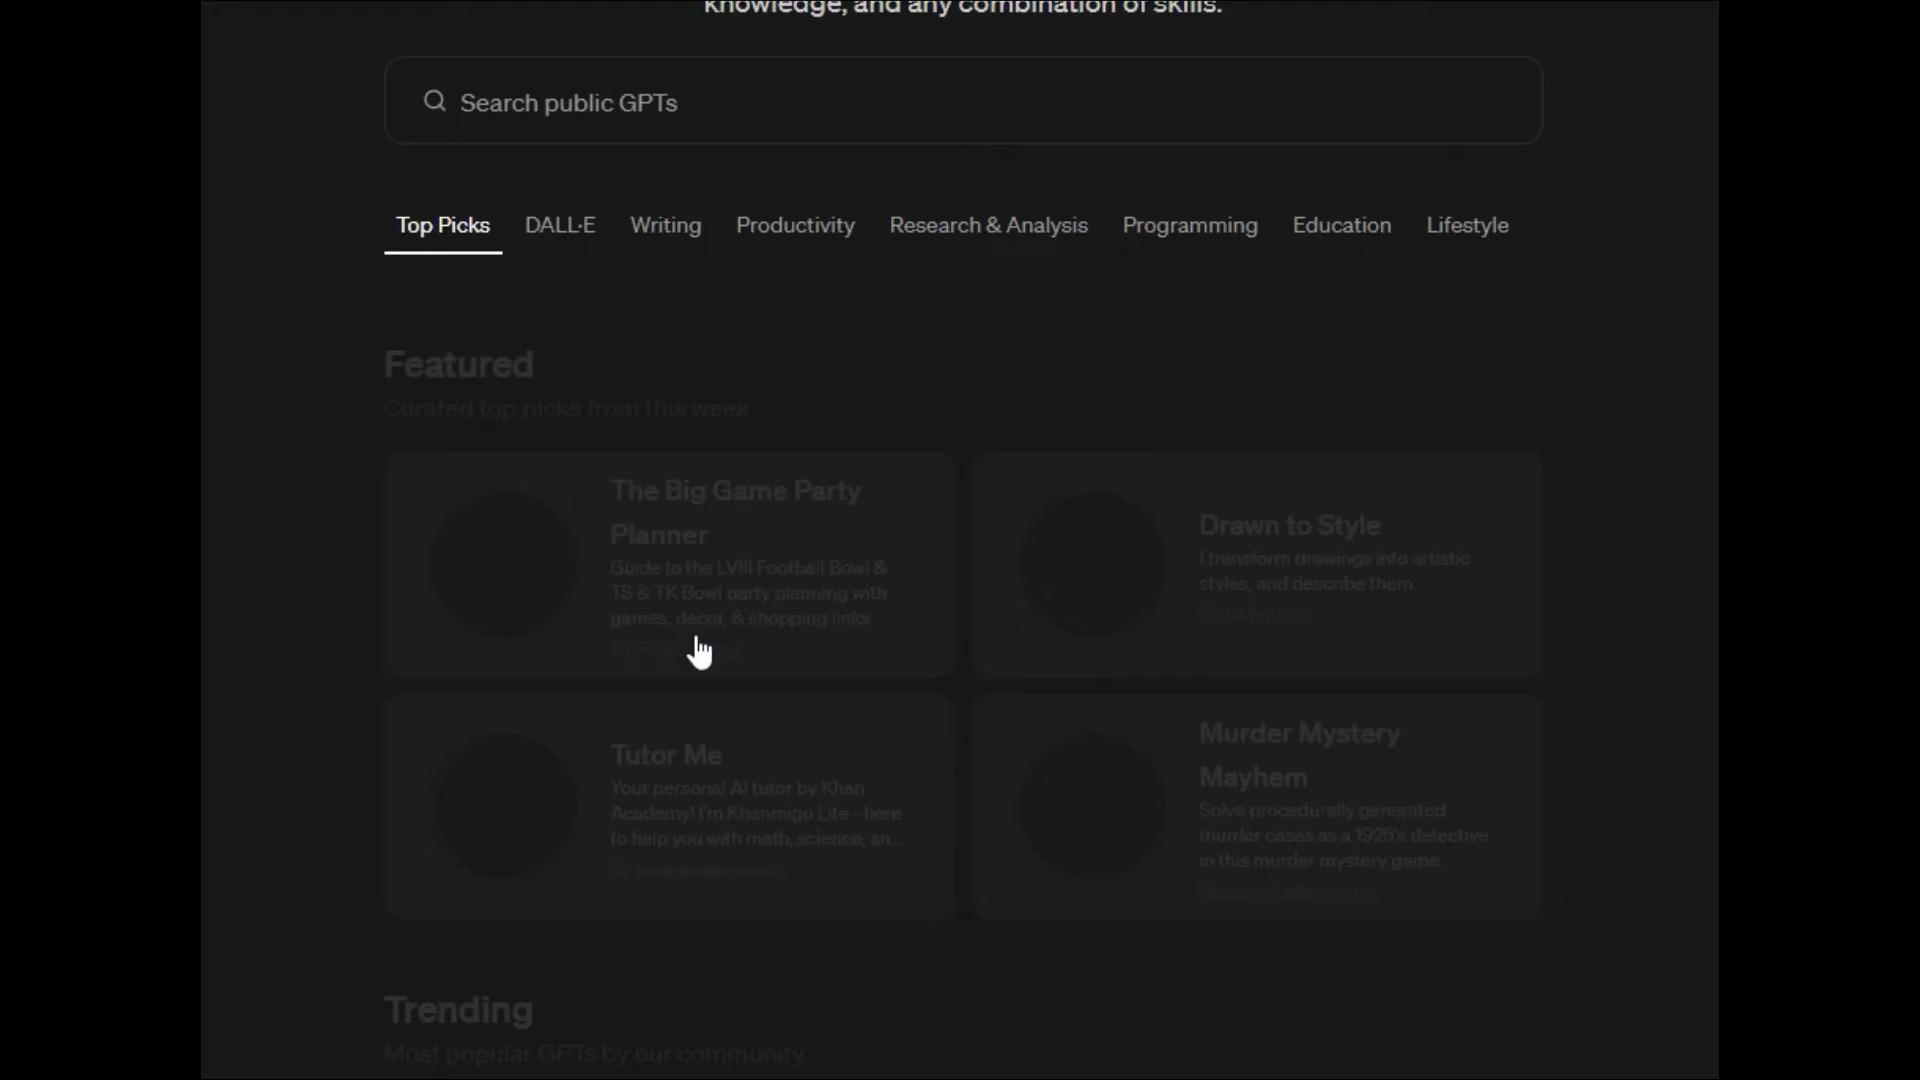 knowledge, and any combination of skills.
Search public GPTs
Top Picks DALL·E Writing Productivity Research & Analysis Programming Education Lifestyle
Featured
Curated top picks from this week
The Big Game Party
Planner
Guide to the LVIII Football Bowl &
TS & TK Bowl party planning with
games, decor, & shopping links
Drawn to Style
I transform drawings into artistic
styles, and describe them
Tutor Me
Your personal AI tutor by Khan
Academy! I'm Khanmigo Lite - here
to help you with math, science, an...
Murder Mystery
Mayhem
Solve procedurally generated
murder cases as a 1925's detective
in this murder mystery game.
Trending
Most popular GPTs by our community